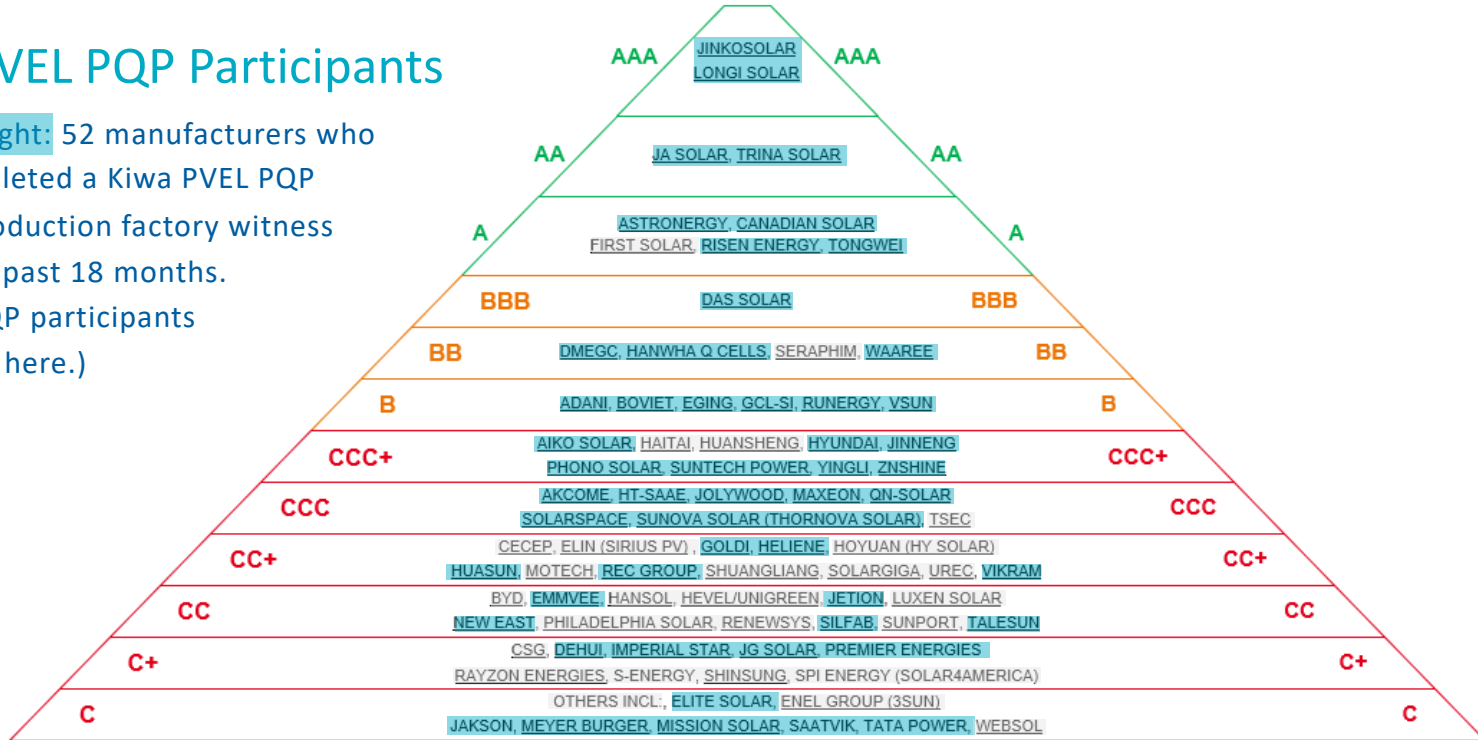 VEL PQP Participants
ght: 52 manufacturers who
leted a Kiwa PVEL PQP
oduction factory witness
past 18 months.
QP participants
here.)
AAA JINKOSOLAR AAA
LONGI SOLAR
AA JA SOLAR, TRINA SOLAR AA
ASTRONERGY, CANADIAN SOLAR
A FIRST SOLAR, RISEN ENERGY, TONGWEI A
BBB DAS SOLAR BBB
BB DMEGC, HANWHA Q CELLS, SERAPHIM, WAAREE BB
B ADANI, BOVIET, EGING, GCL-SI, RUNERGY, VSUN B
CCC+ AIKO SOLAR, HAITAI, HUANSHENG, HYUNDAI, JINNENG CCC+
PHONO SOLAR, SUNTECH POWER, YINGLI, ZNSHINE
CCC AKCOME, HT-SAAE, JOLYWOOD, MAXEON, QN-SOLAR CCC
SOLARSPACE, SUNOVA SOLAR (THORNOVA SOLAR), TSEC
CC+ CECEP, ELIN (SIRIUS PV) , GOLDI, HELIENE, HOYUAN (HY SOLAR) CC+
HUASUN, MOTECH, REC GROUP, SHUANGLIANG, SOLARGIGA, UREC, VIKRAM
CC BYD, EMMVEE, HANSOL, HEVEL/UNIGREEN, JETION, LUXEN SOLAR CC
NEW EAST, PHILADELPHIA SOLAR, RENEWSYS, SILFAB, SUNPORT, TALESUN
C+ CSG, DEHUI, IMPERIAL STAR, JG SOLAR, PREMIER ENERGIES C+
RAYZON ENERGIES, S-ENERGY, SHINSUNG, SPI ENERGY (SOLAR4AMERICA)
C OTHERS INCL:, ELITE SOLAR, ENEL GROUP (3SUN) C
JAKSON, MEYER BURGER, MISSION SOLAR, SAATVIK, TATA POWER, WEBSOL